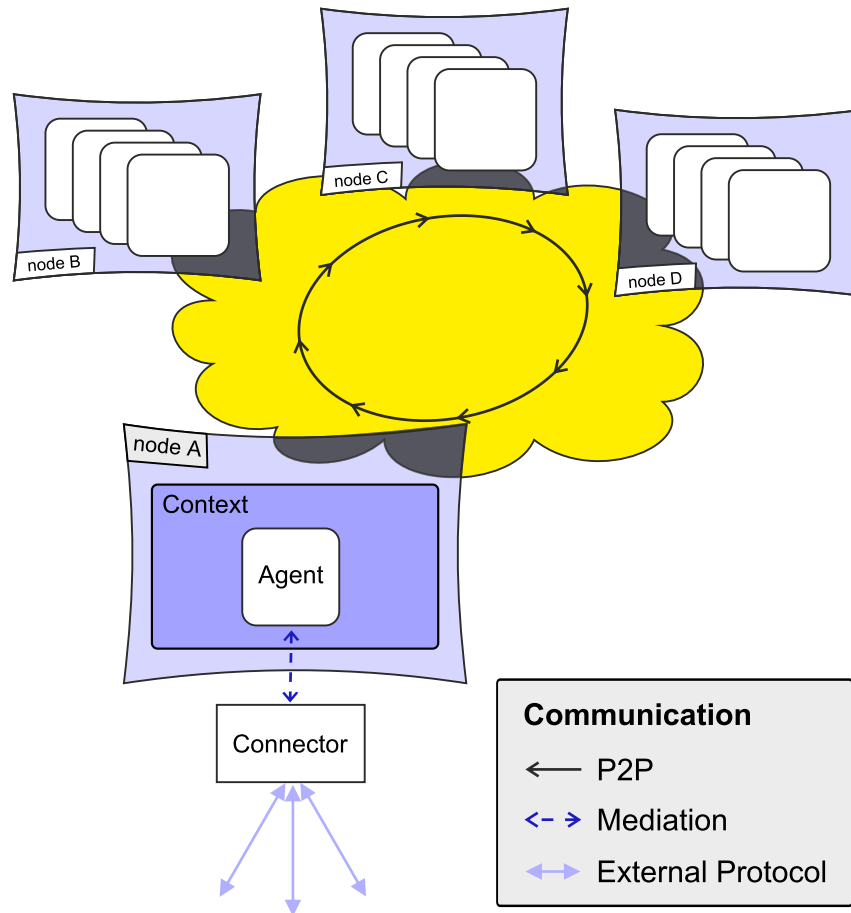 node C
node B
node D
node A
Context
Agent
Connector
Communication
P2P
Mediation
External Protocol